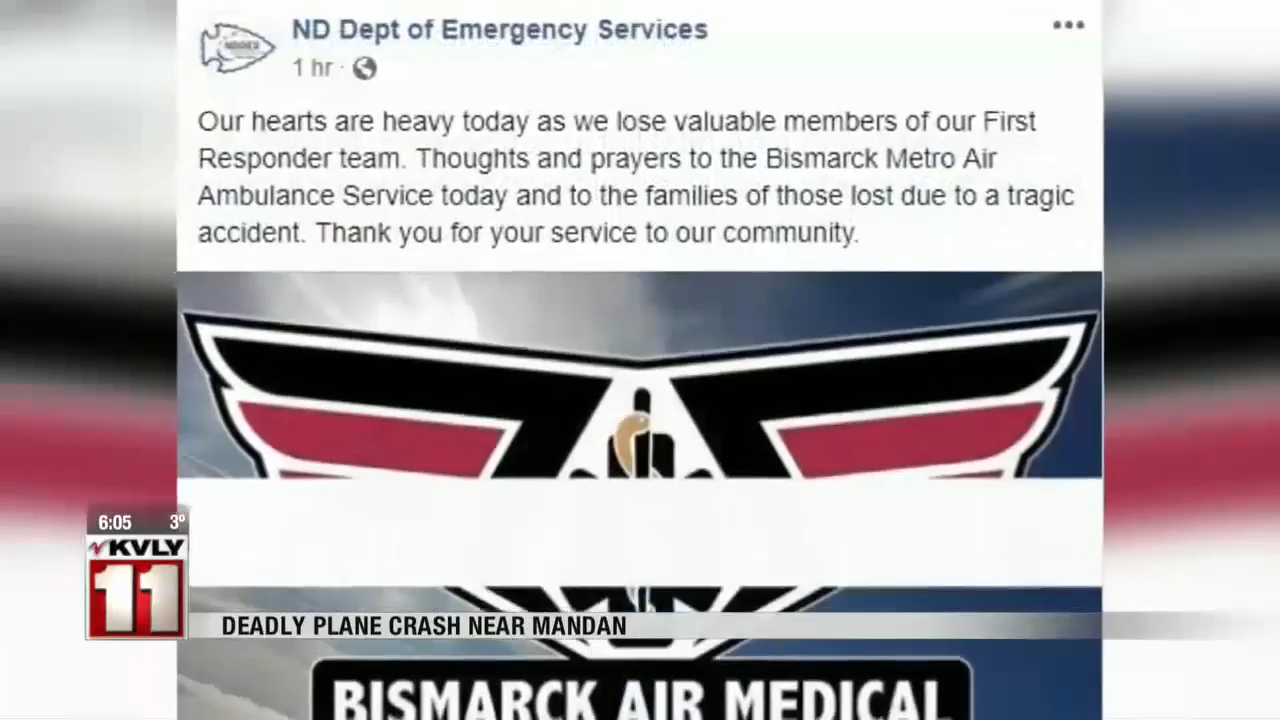 ND Dept of Emergency Services
1 hr ·
Our hearts are heavy today as we lose valuable members of our First
Responder team. Thoughts and prayers to the Bismarck Metro Air
Ambulance Service today and to the families of those lost due to a tragic
accident. Thank you for your service to our community.
6:05 3°
KVLY
11
DEADLY PLANE CRASH NEAR MANDAN
BISMARCK AIR MEDICAL